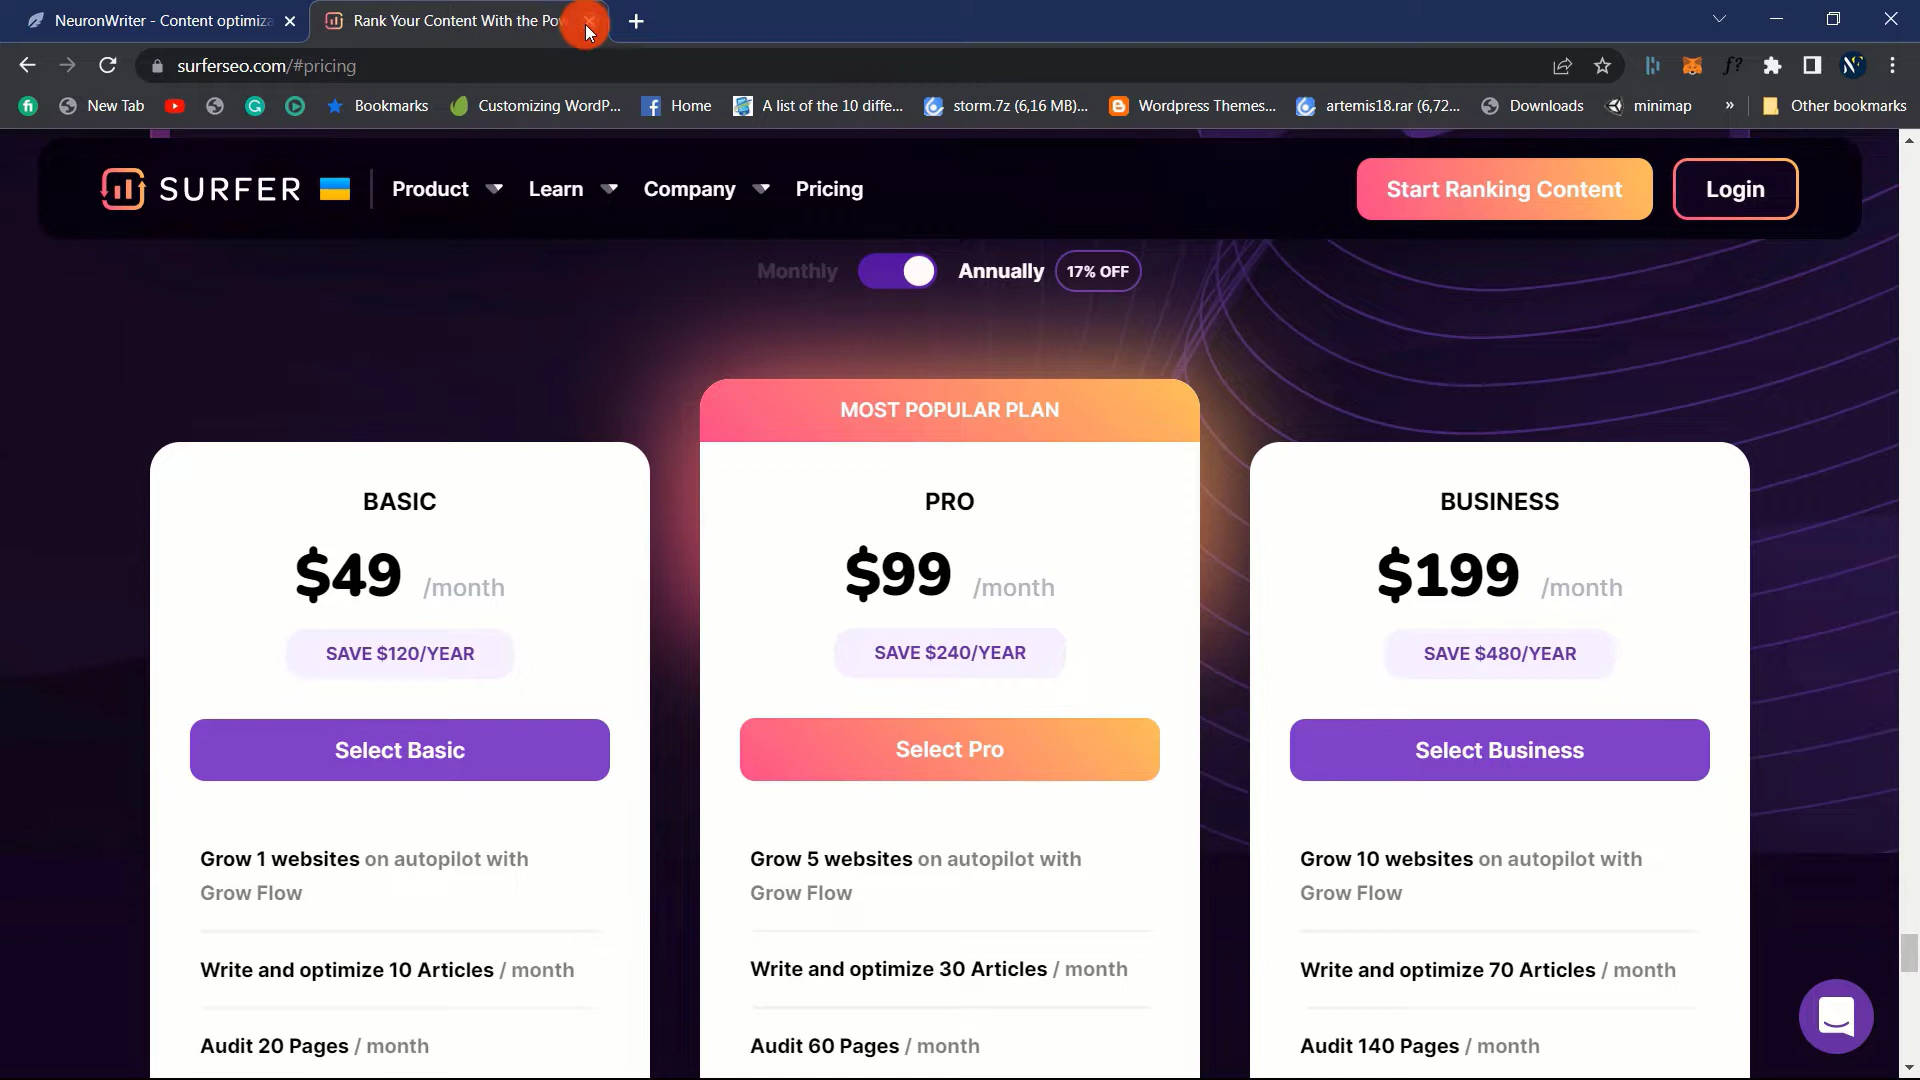 NeuronWriter - Content optimiza
Rank Your Content With the Pow
surferseo.com/#pricing
New Tab
Bookmarks
Customizing WordP...
Home
A list of the 10 diffe...
storm.7z (6,16 MB)...
Wordpress Themes...
artemis18.rar (6,72...
Downloads
minimap
»
Other bookmarks
SURFER
Product
Learn
Company
Pricing
Start Ranking Content
Login
Monthly
Annually
17% OFF
MOST POPULAR PLAN
BASIC
$49 /month
SAVE $120/YEAR
Select Basic
Grow 1 websites on autopilot with
Grow Flow
Write and optimize 10 Articles / month
Audit 20 Pages / month
PRO
$99 /month
SAVE $240/YEAR
Select Pro
Grow 5 websites on autopilot with
Grow Flow
Write and optimize 30 Articles / month
Audit 60 Pages / month
BUSINESS
$199 /month
SAVE $480/YEAR
Select Business
Grow 10 websites on autopilot with
Grow Flow
Write and optimize 70 Articles / month
Audit 140 Pages / month